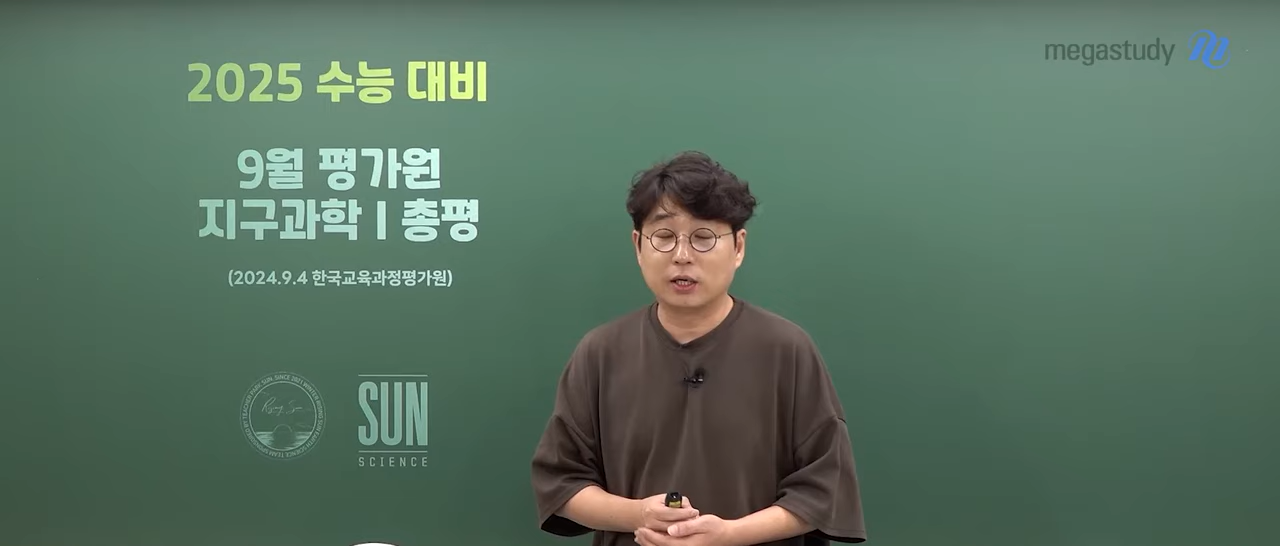 megastudy
2025 수능 대비
9월 평가원
지구과학 I 총평
(2024.9.4 한국교육과정평가원)
SUN
SCIENCE